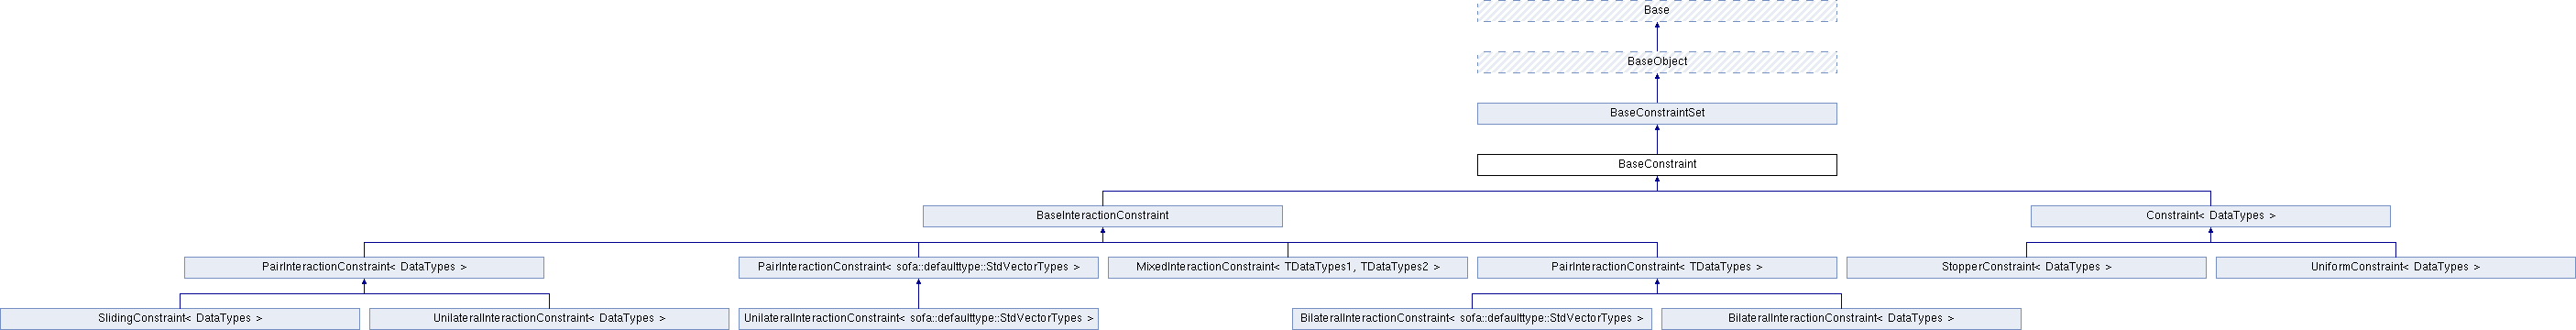 Base
BaseObject
BaseConstraintSet
BaseConstraint
BaseInteractionConstraint
Constraint< DataTypes >
PairInteractionConstraint< DataTypes >
PairInteractionConstraint< sofa::defaulttype::StdVectorTypes >
MixedInteractionConstraint< TDataTypes1, TDataTypes2 >
PairInteractionConstraint< TDataTypes >
StopperConstraint< DataTypes >
UniformConstraint< DataTypes >
SlidingConstraint< DataTypes >
UnilateralInteractionConstraint< DataTypes >
UnilateralInteractionConstraint< sofa::defaulttype::StdVectorTypes >
BilateralInteractionConstraint< sofa::defaulttype::StdVectorTypes >
BilateralInteractionConstraint< DataTypes >